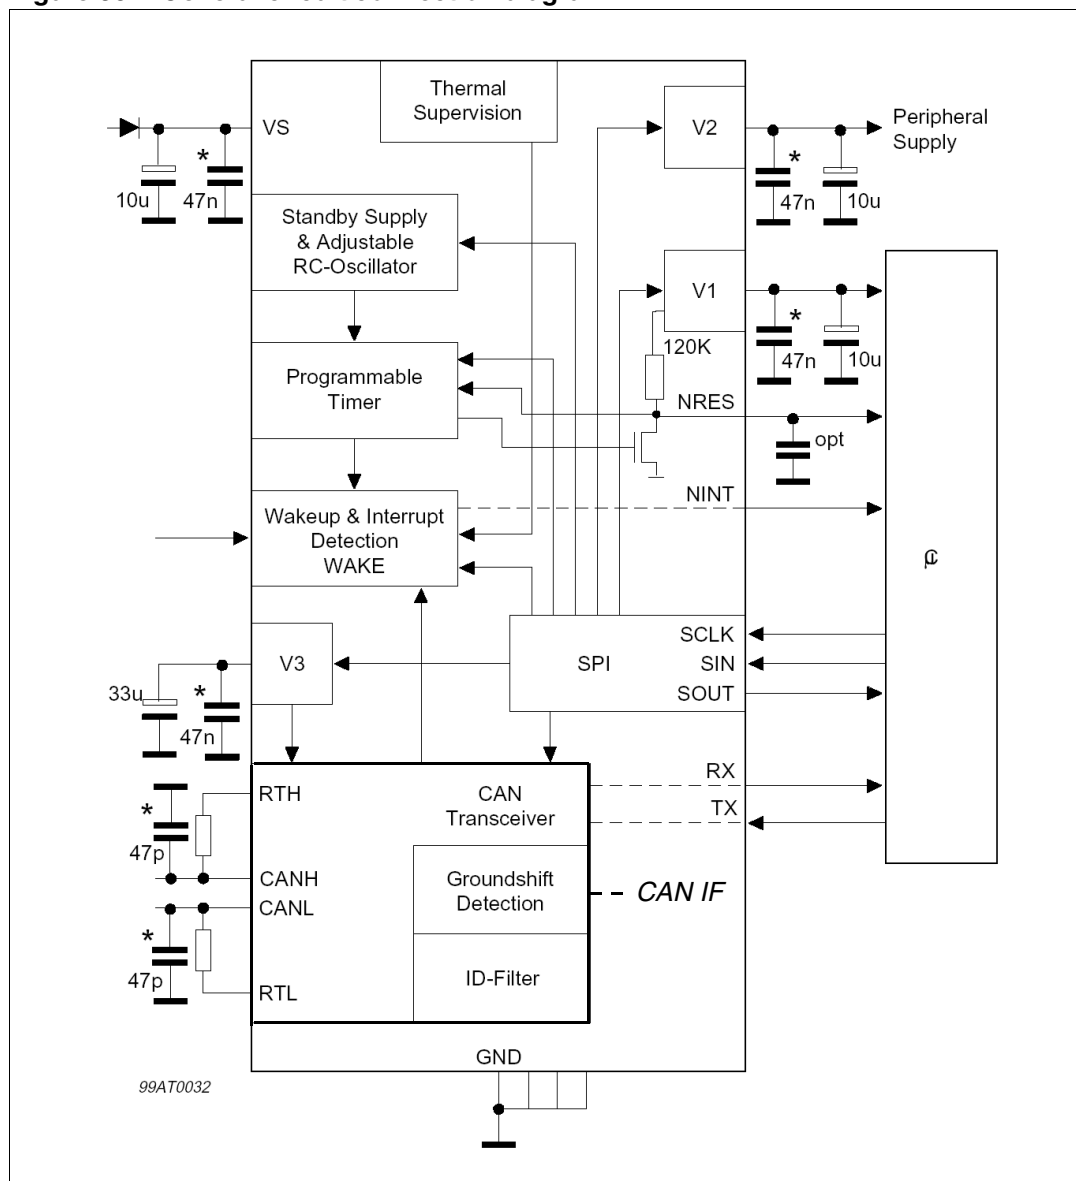 Thermal
Supervision
VS
*
10u
47n
V2
Peripheral
Supply
*
47n
10u
Standby Supply
& Adjustable
RC-Oscillator
V1
*
47n
10u
120K
Programmable
Timer
NRES
opt
NINT
Wakeup & Interrupt
Detection
WAKE
µC
SCLK
SPI
SIN
SOUT
V3
33u
*
47n
RX
TX
RTH
CAN
Transceiver
*
47p
CANH
CANL
Groundshift
Detection
CAN IF
*
47p
RTL
ID-Filter
GND
99AT0032